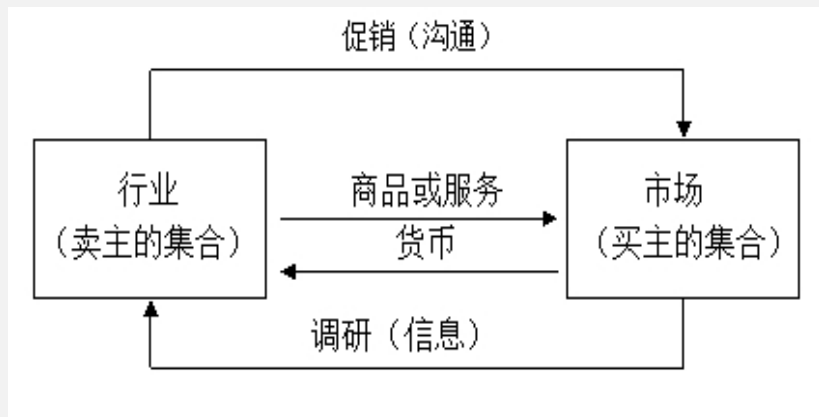 促销（沟通）
行业
（卖主的集合）
商品或服务
货币
市场
（买主的集合）
调研（信息）